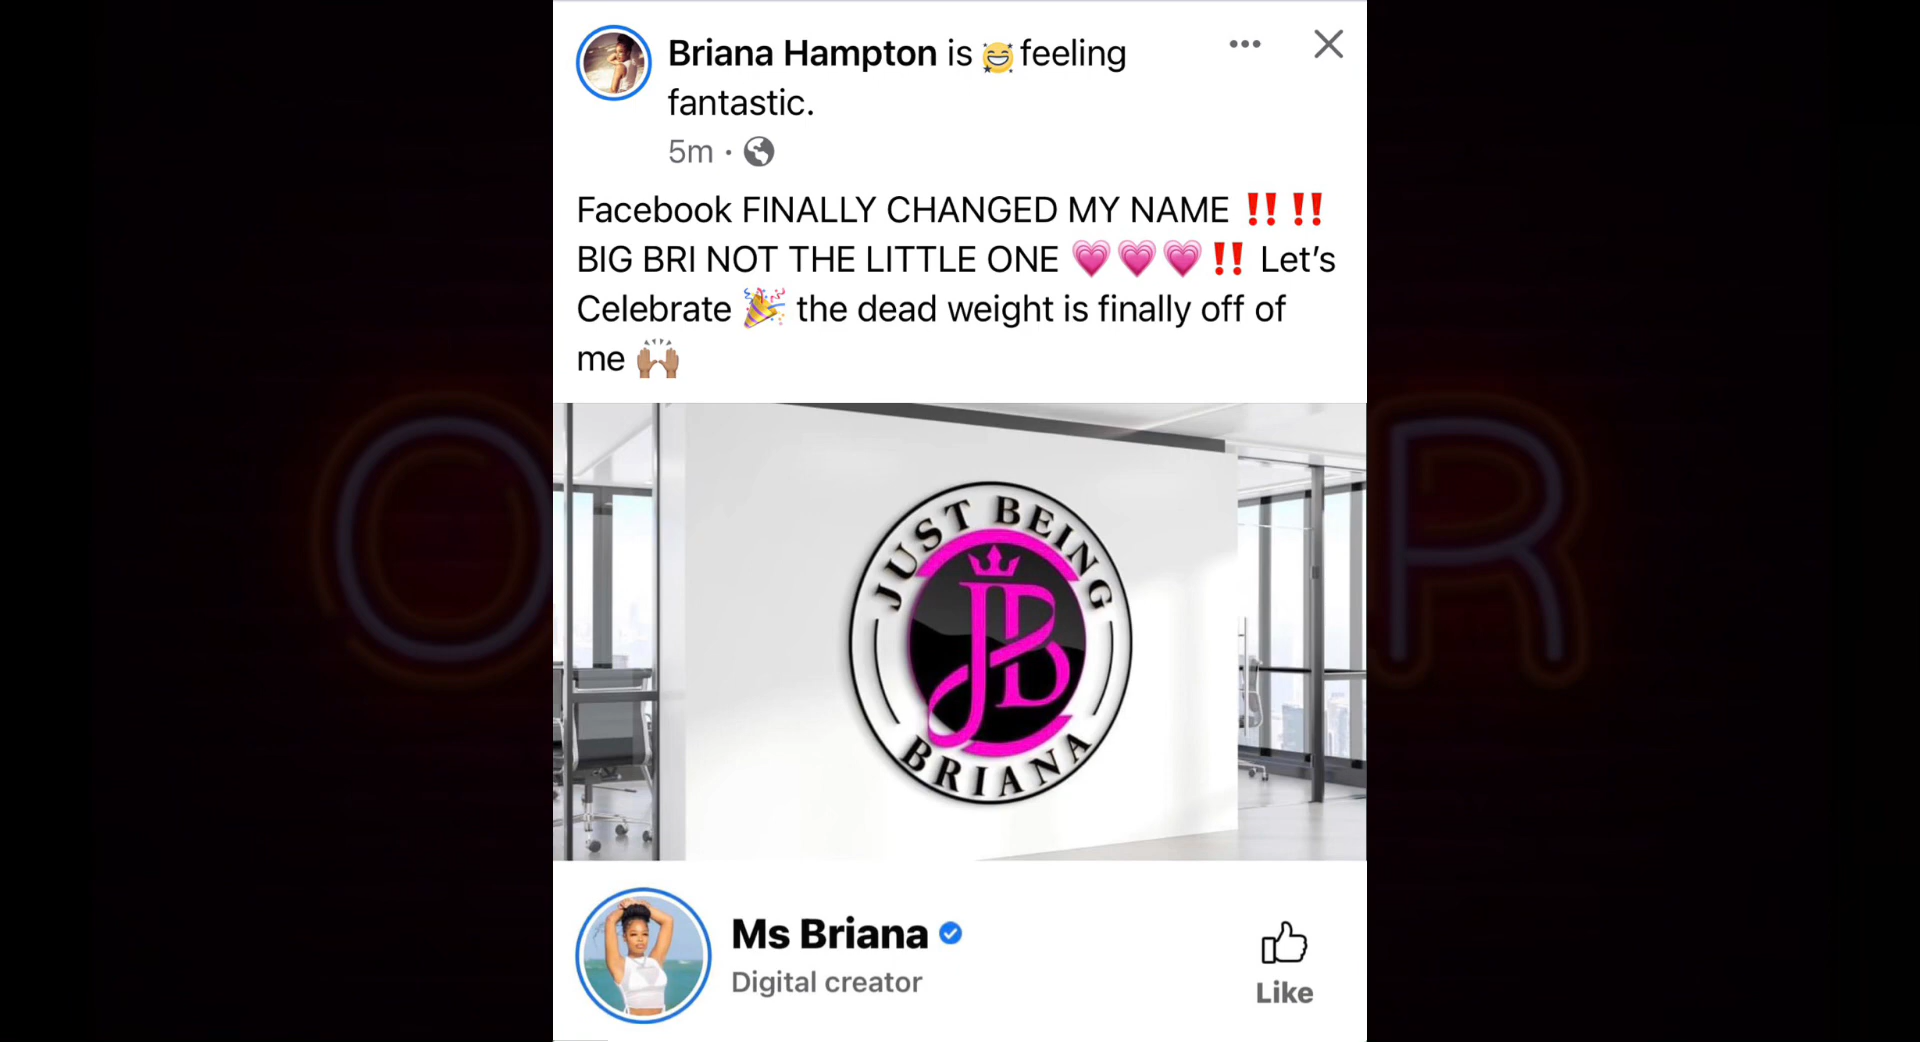 Briana Hampton is 😆 feeling
fantastic.
5m ·
Facebook FINALLY CHANGED MY NAME ‼️‼️
BIG BRI NOT THE LITTLE ONE 💗💗💗‼️ Let’s
Celebrate 🎉 the dead weight is finally off of
me 🙌🏽
O
R
JUST BEING
JB
BRIANA
Ms Briana
Digital creator
Like